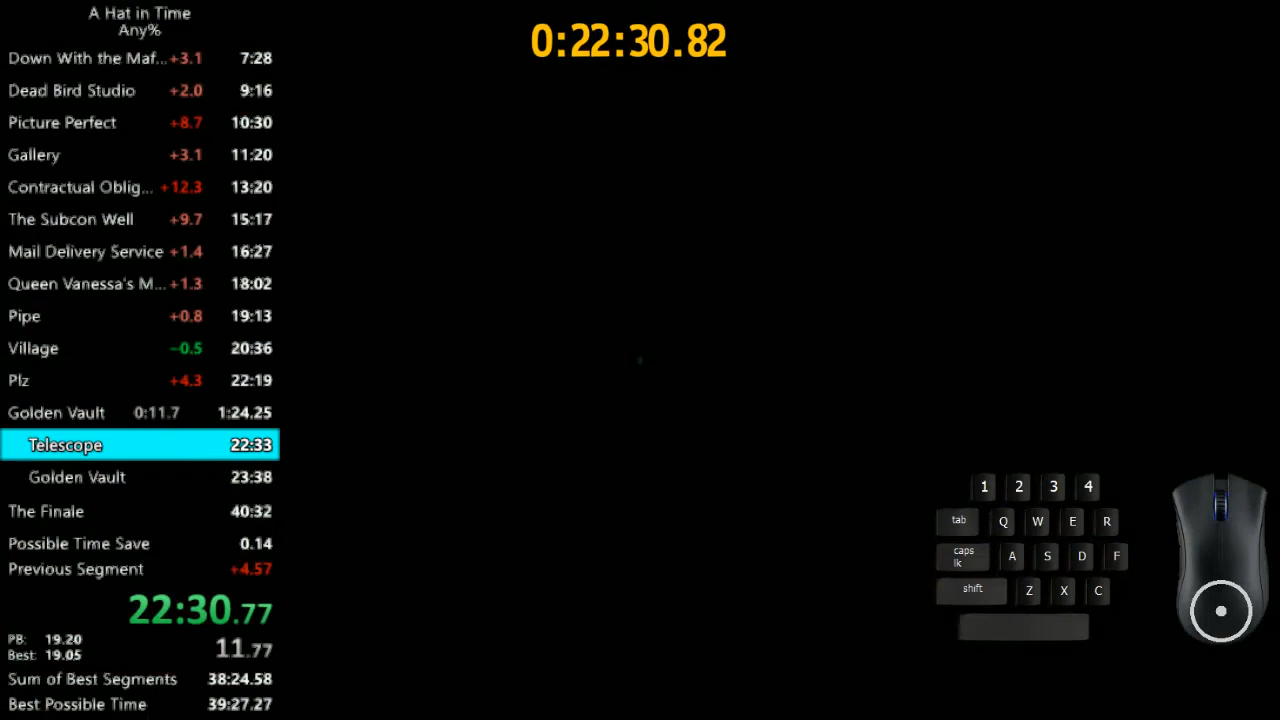 A Hat in Time
Any%
0:22:30.82
Down With the Maf... +3.1 7:28
Dead Bird Studio +2.0 9:16
Picture Perfect +8.7 10:30
Gallery +3.1 11:20
Contractual Oblig... +12.3 13:20
The Subcon Well +9.7 15:17
Mail Delivery Service +1.4 16:27
Queen Vanessa's M... +1.3 18:02
Pipe +0.8 19:13
Village −0.5 20:36
Plz +4.3 22:19
Golden Vault 0:11.7 1:24.25
Telescope 22:33
Golden Vault 23:38
The Finale 40:32
Possible Time Save 0.14
Previous Segment +4.57
22:30.77
PB: 19.20
Best: 19.05
11.77
Sum of Best Segments 38:24.58
Best Possible Time 39:27.27
1 2 3 4
tab Q W E R
caps lk A S D F
shift Z X C